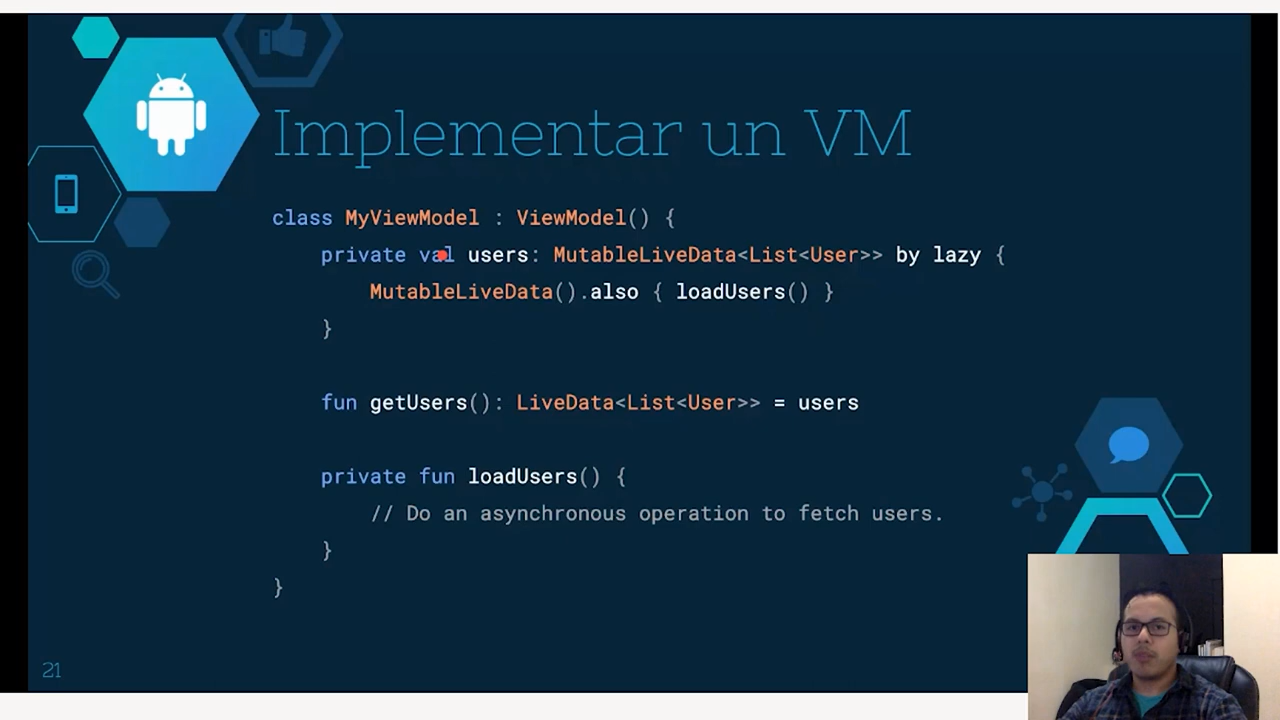 Implementar un VM
class MyViewModel : ViewModel() {
    private val users: MutableLiveData<List<User>> by lazy {
        MutableLiveData().also { loadUsers() }
    }
    fun getUsers(): LiveData<List<User>> = users
    private fun loadUsers() {
        // Do an asynchronous operation to fetch users.
    }
}
21